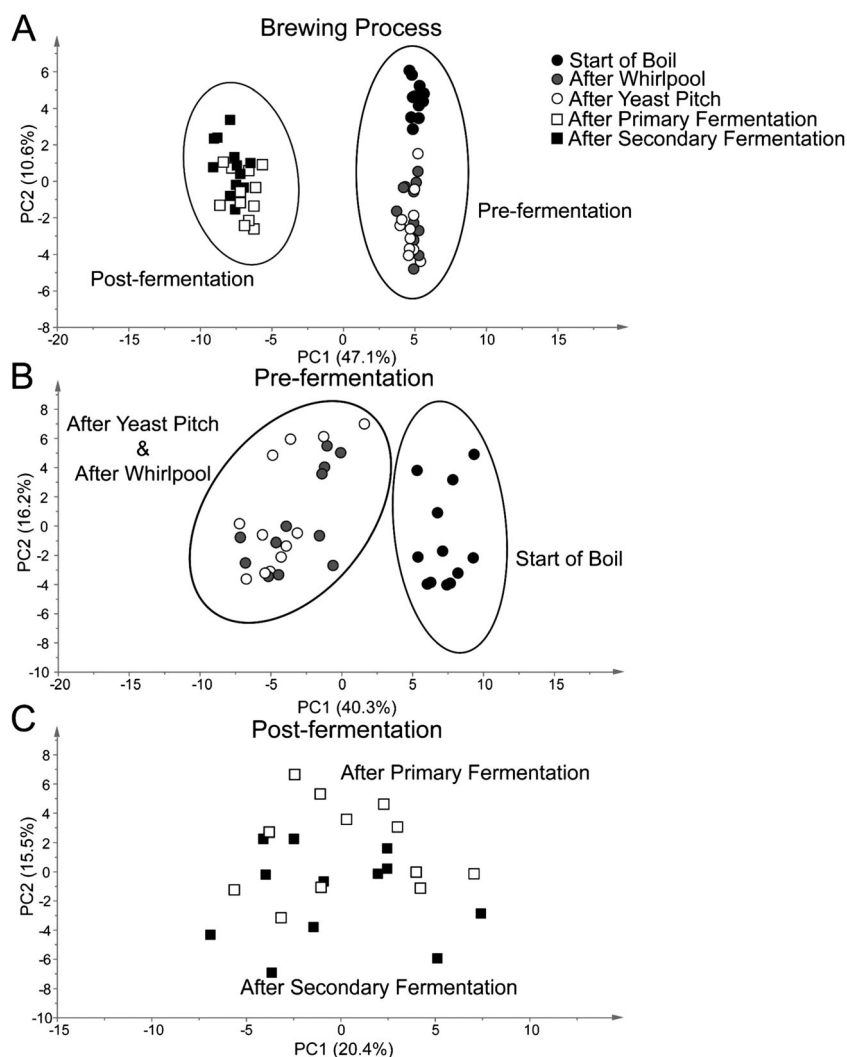 A
Brewing Process
Start of Boil
After Whirlpool
After Yeast Pitch
After Primary Fermentation
After Secondary Fermentation
Pre-fermentation
Post-fermentation
PC2 (10.6%)
6
4
2
0
-2
-4
-6
-8
-20
-15
-10
-5
0
5
10
15
PC1 (47.1%)
B
Pre-fermentation
After Yeast Pitch
&
After Whirlpool
Start of Boil
PC2 (16.2%)
8
6
4
2
0
-2
-4
-6
-8
-10
-20
-15
-10
-5
0
5
10
15
PC1 (40.3%)
C
Post-fermentation
After Primary Fermentation
After Secondary Fermentation
PC2 (15.5%)
8
6
4
2
0
-2
-4
-6
-8
-10
-15
-10
-5
0
5
10
PC1 (20.4%)